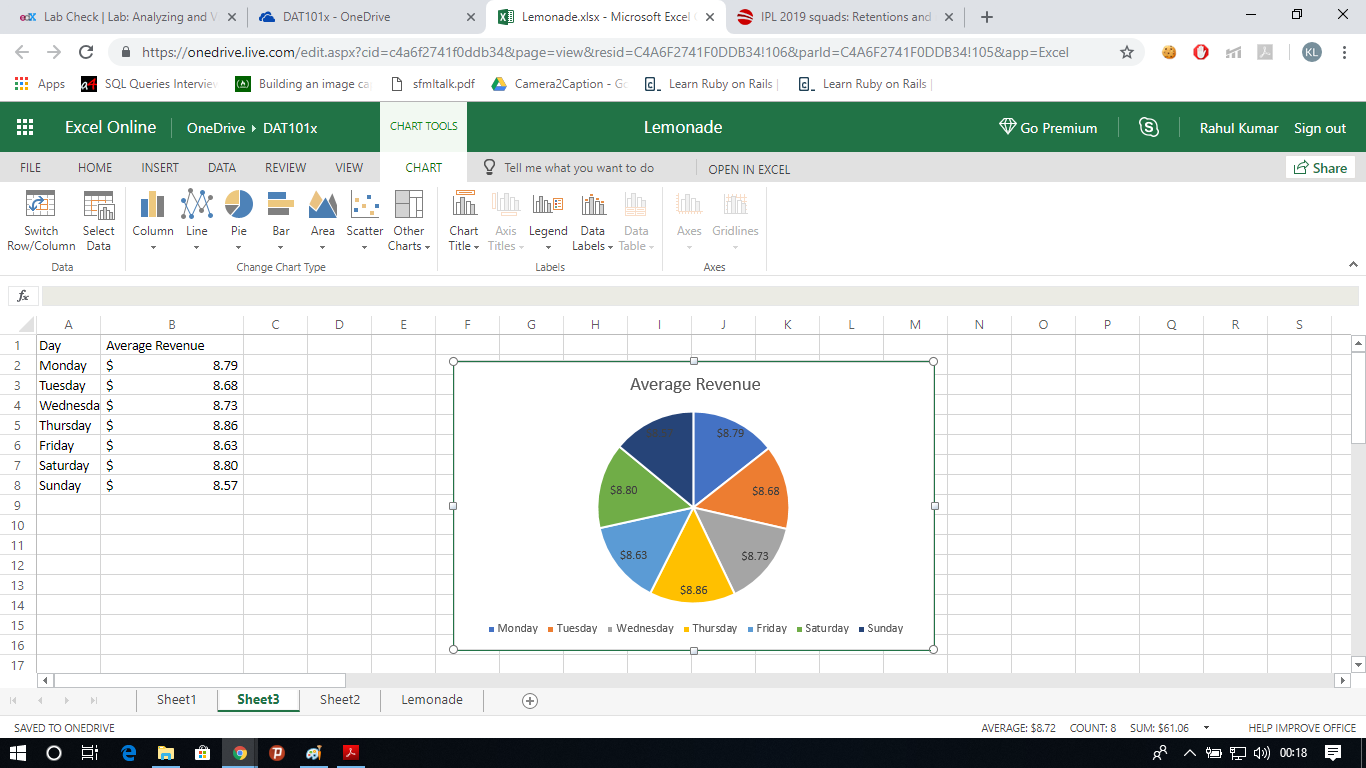 edX Lab Check | Lab: Analyzing and V
DAT101x - OneDrive
Lemonade.xlsx - Microsoft Excel
IPL 2019 squads: Retentions and
https://onedrive.live.com/edit.aspx?cid=c4a6f2741f0ddb34&page=view&resid=C4A6F2741F0DDB34!106&parId=C4A6F2741F0DDB34!105&app=Excel
KL
Apps
SQL Queries Interview
Building an image ca
sfmltalk.pdf
Camera2Caption - Go
Learn Ruby on Rails |
Learn Ruby on Rails |
Excel Online
OneDrive DAT101x
CHART TOOLS
Lemonade
Go Premium
Rahul Kumar
Sign out
FILE HOME INSERT DATA REVIEW VIEW CHART
Tell me what you want to do
OPEN IN EXCEL
Share
Switch Row/Column
Select Data
Column Line Pie Bar Area Scatter
Other Charts
Chart Title
Axis Titles
Legend
Data Labels
Data Table
Axes Gridlines
Data Change Chart Type Labels Axes
fx
A B C D E F G H I J K L M N O P Q R S
1 Day Average Revenue
2 Monday $ 8.79
3 Tuesday $ 8.68
4 Wednesda $ 8.73
5 Thursday $ 8.86
6 Friday $ 8.63
7 Saturday $ 8.80
8 Sunday $ 8.57
9
10
11
12
13
14
15
16
17
Average Revenue
$8.79
$8.68
$8.73
$8.86
$8.63
$8.80
Monday Tuesday Wednesday Thursday Friday Saturday Sunday
Sheet1 Sheet3 Sheet2 Lemonade
SAVED TO ONEDRIVE
AVERAGE: $8.72 COUNT: 8 SUM: $61.06
HELP IMPROVE OFFICE
00:18